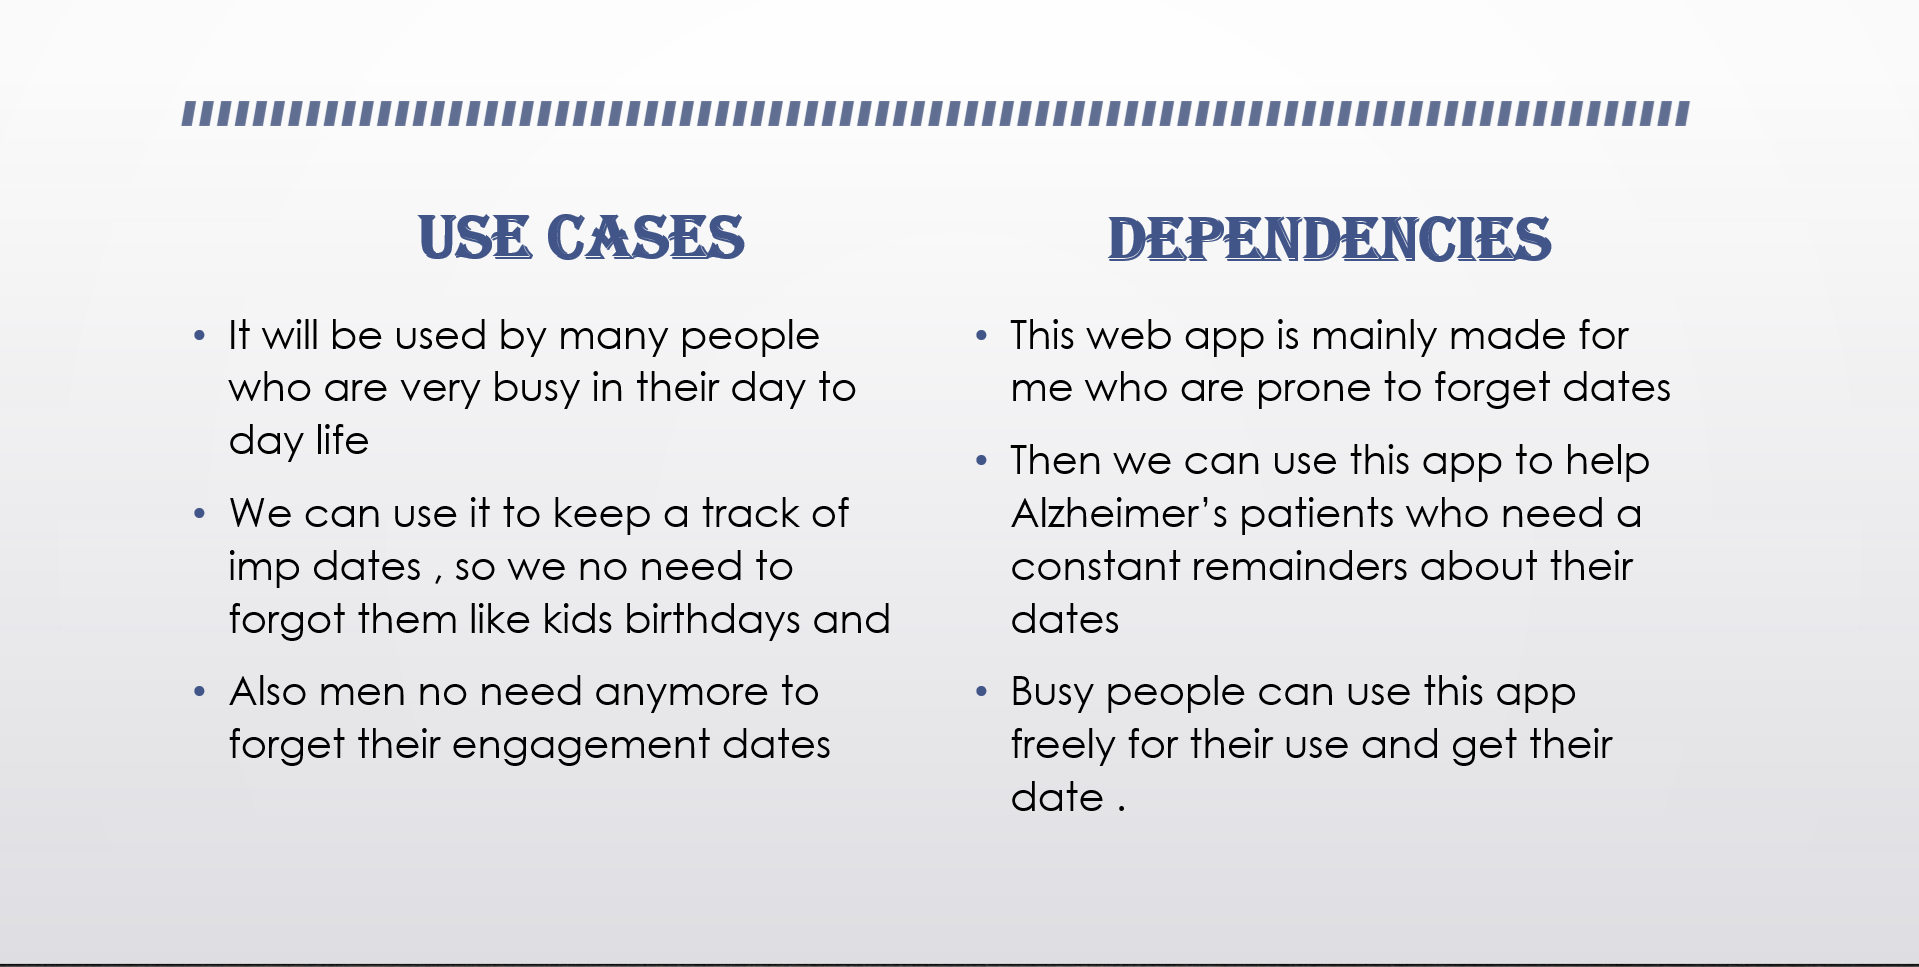 USE CASES
• It will be used by many people
who are very busy in their day to
day life
• We can use it to keep a track of
imp dates , so we no need to
forgot them like kids birthdays and
• Also men no need anymore to
forget their engagement dates
DEPENDENCIES
• This web app is mainly made for
me who are prone to forget dates
• Then we can use this app to help
Alzheimer’s patients who need a
constant remainders about their
dates
• Busy people can use this app
freely for their use and get their
date .